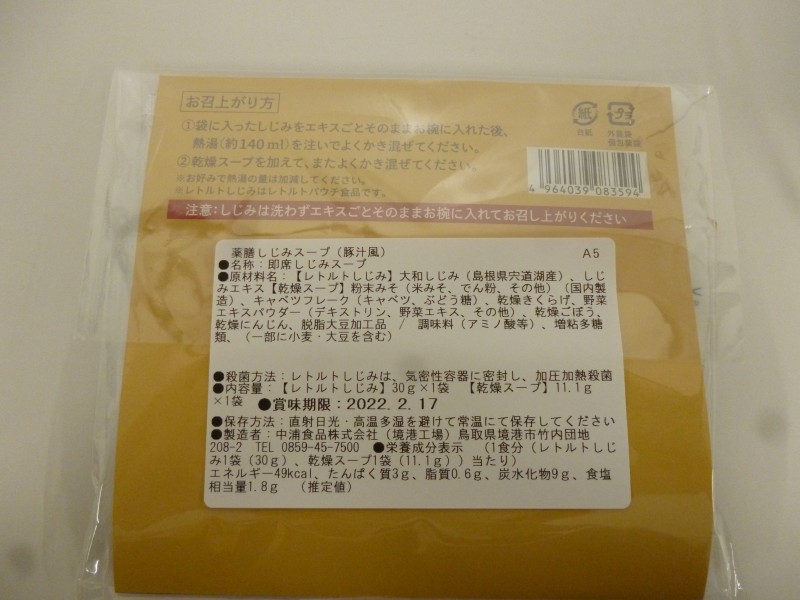 お召上がり方
①袋に入ったしじみをエキスごとそのままお椀に入れた後、
熱湯(約140ml)を注いでよくかき混ぜてください。
②乾燥スープを加えて、またよくかき混ぜてください。
※お好みで熱湯の量は加減してください。
※レトルトしじみはレトルトパウチ食品です。
紙
台紙
プラ
外装袋
4 964039 083594
注意:しじみは洗わずエキスごとそのままお椀に入れてお召し上がりください
薬膳しじみスープ(豚汁風) A5
●名称:即席しじみスープ
●原材料名:【レトルトしじみ】大和しじみ(島根県宍道湖産)、しじ
みエキス【乾燥スープ】粉末みそ(米みそ、でん粉、その他)(国内製
造)、キャベツフレーク(キャベツ、ぶどう糖)、乾燥きくらげ、野菜
エキスパウダー(デキストリン、野菜エキス、その他)、乾燥ごぼう、
乾燥にんじん、脱脂大豆加工品 / 調味料(アミノ酸等)、増粘多糖
類、(一部に小麦・大豆を含む)
●殺菌方法:レトルトしじみは、気密性容器に密封し、加圧加熱殺菌
●内容量:【レトルトしじみ】30g×1袋 【乾燥スープ】11.1g
×1袋 ●賞味期限:2022.2.17
●保存方法:直射日光・高温多湿を避けて常温にて保存してください
●製造者:中浦食品株式会社(境港工場)鳥取県境港市竹内団地
208-2 TEL 0859-45-7500 ●栄養成分表示 (1食分(レトルトしじ
み1袋(30g)、乾燥スープ1袋(11.1g))当たり)
エネルギー49kcal、たんぱく質3g、脂質0.6g、炭水化物9g、食塩
相当量1.8g (推定値)